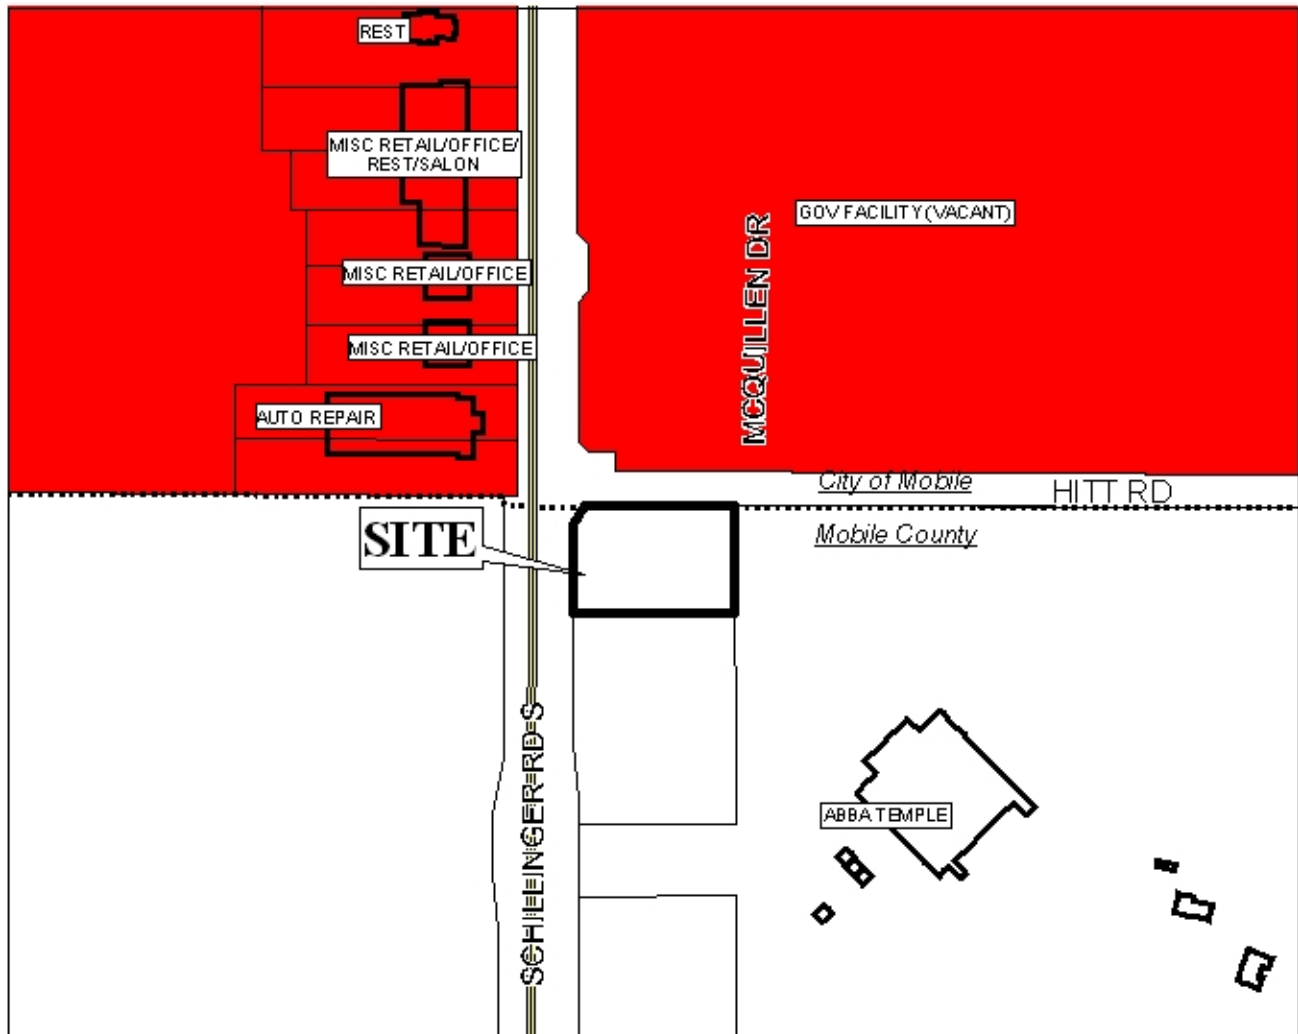 REST
MISC RETAIL/OFFICE/
REST/SALON
GOV FACILITY (VACANT)
MCQUILLEN DR
MISC RETAIL/OFFICE
MISC RETAIL/OFFICE
AUTO REPAIR
City of Mobile
HITT RD
SITE
Mobile County
SCHILLINGER RD S
ABBA TEMPLE